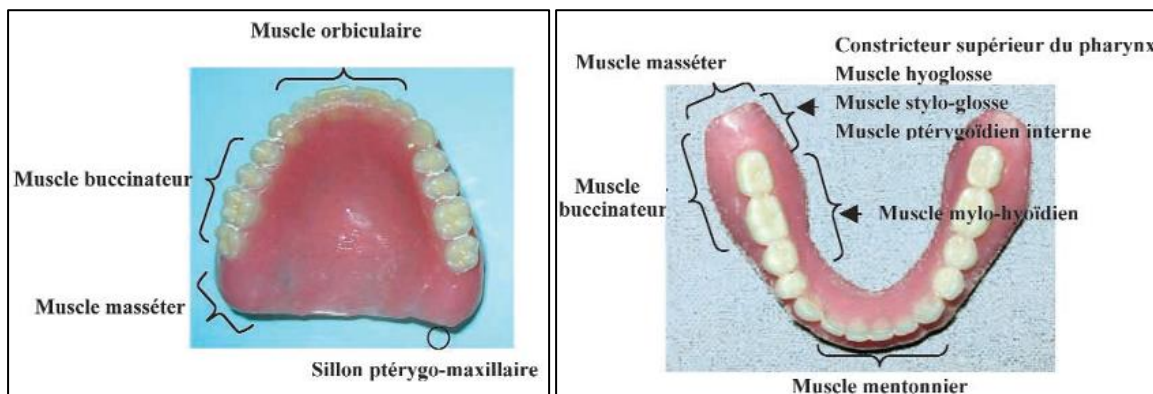 Muscle orbiculaire
Muscle buccinateur
Muscle masséter
Sillon ptérygo-maxillaire
Constricteur supérieur du pharynx
Muscle masséter
Muscle hyoglosse
Muscle stylo-glosse
Muscle ptérygoïdien interne
Muscle
buccinateur
Muscle mylo-hyoïdien
Muscle mentonnier